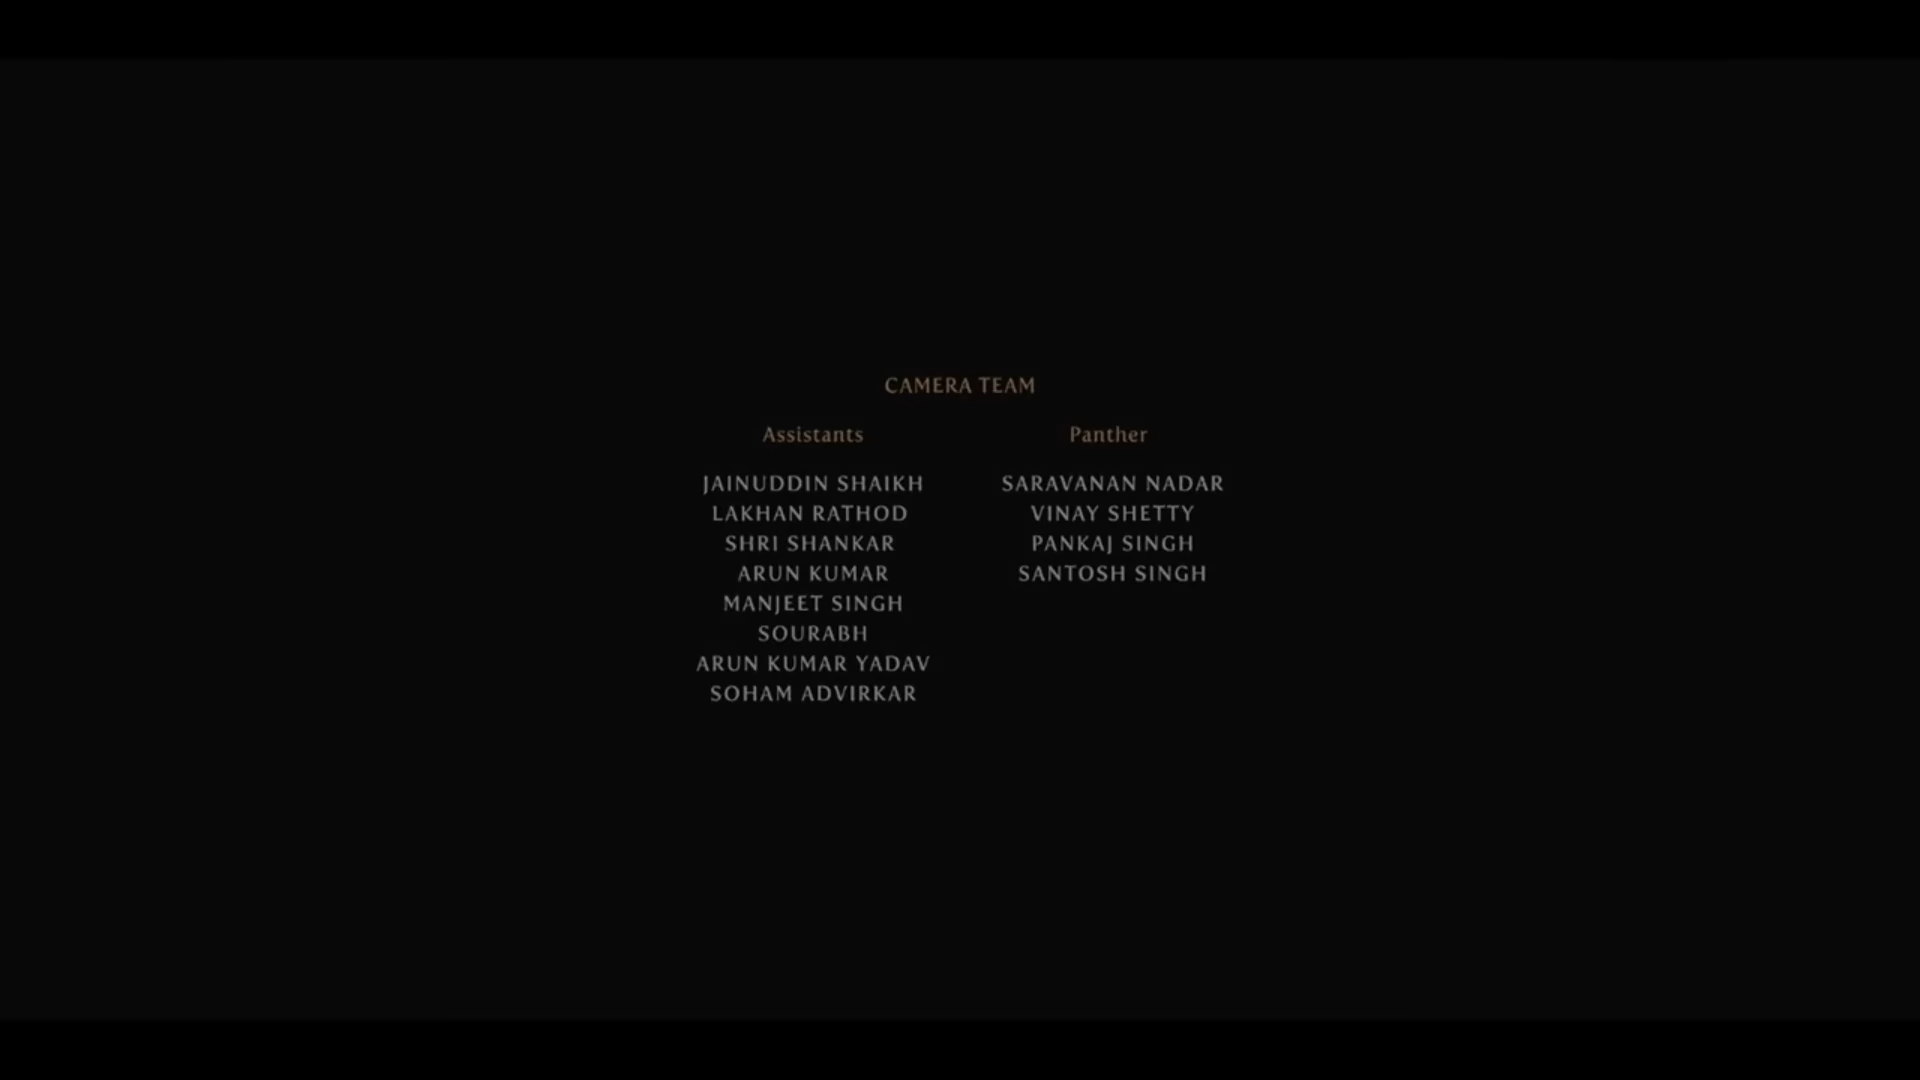 CAMERA TEAM
Assistants
JAINUDDIN SHAIKH
LAKHAN RATHOD
SHRI SHANKAR
ARUN KUMAR
MANJEET SINGH
SOURABH
ARUN KUMAR YADAV
SOHAM ADVIRKAR
Panther
SARAVANAN NADAR
VINAY SHETTY
PANKAJ SINGH
SANTOSH SINGH